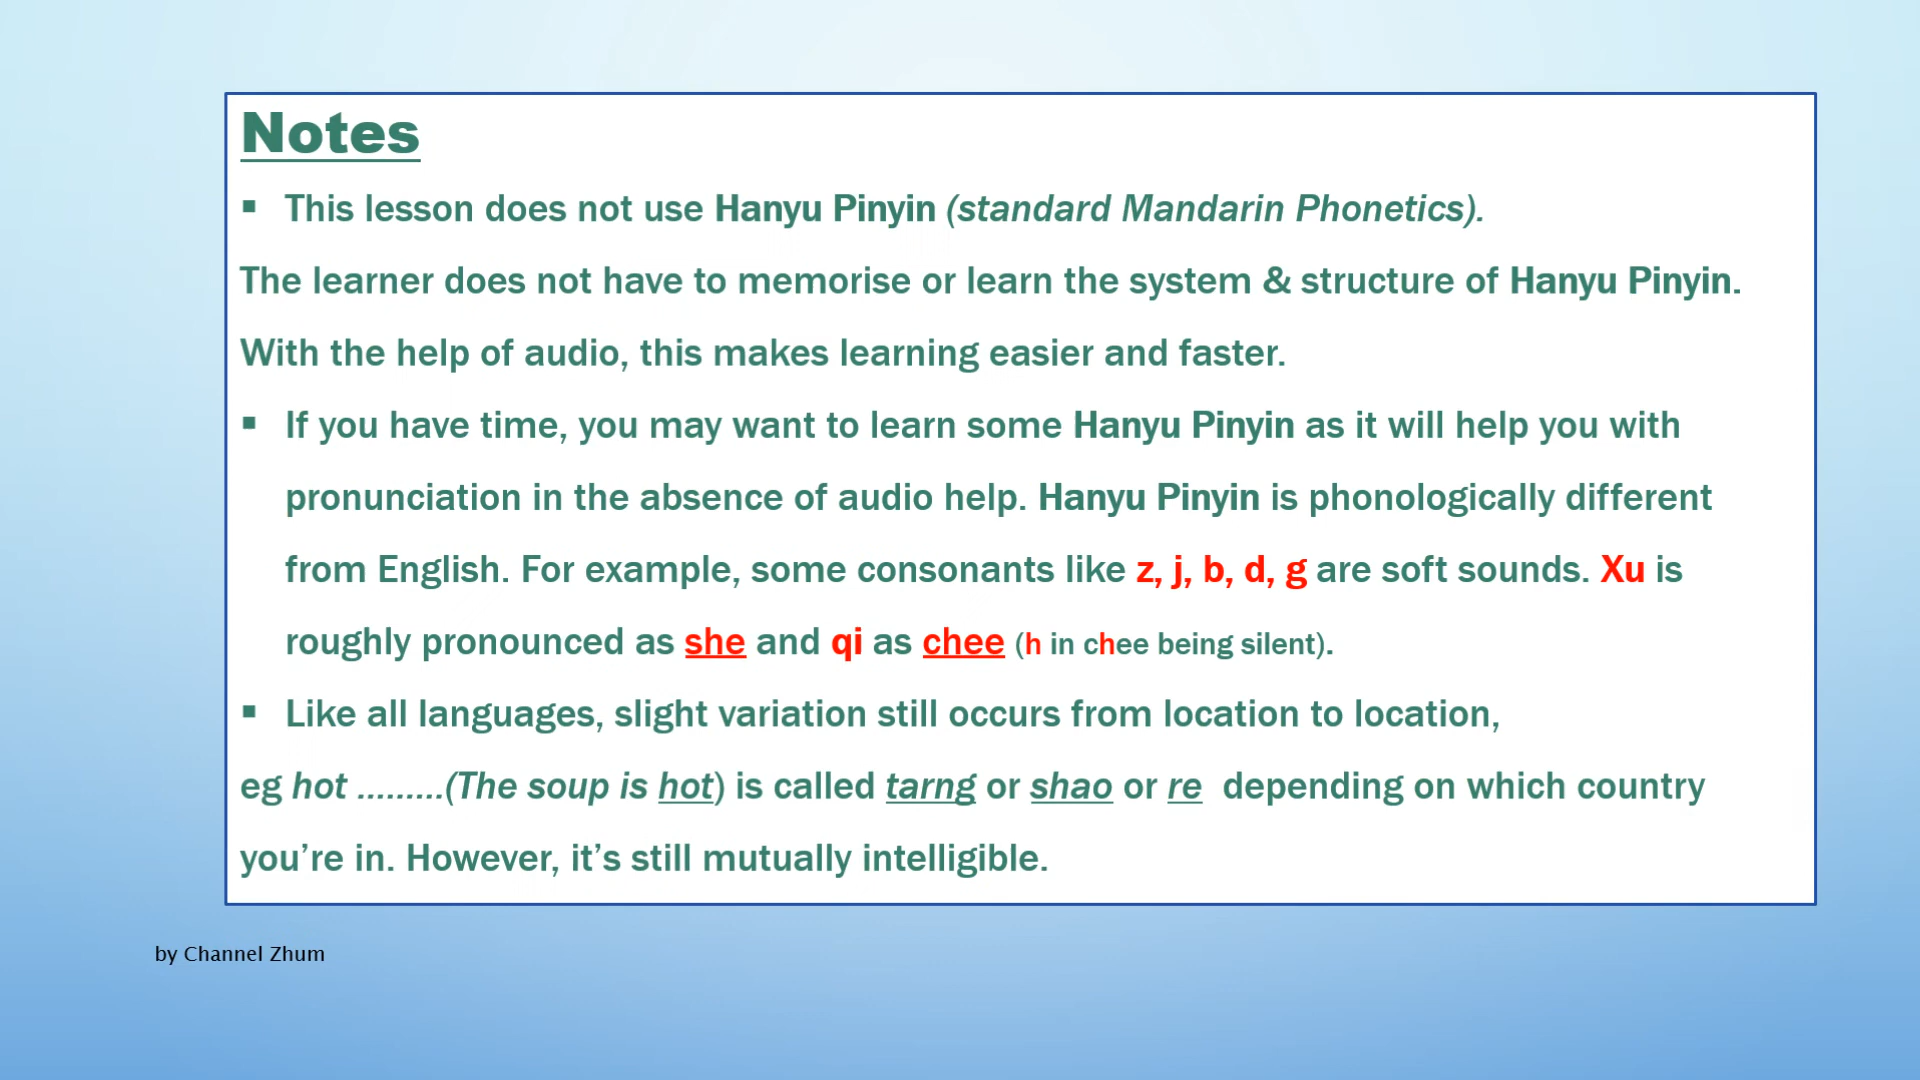 Notes
▪ This lesson does not use Hanyu Pinyin (standard Mandarin Phonetics).
The learner does not have to memorise or learn the system & structure of Hanyu Pinyin.
With the help of audio, this makes learning easier and faster.
▪ If you have time, you may want to learn some Hanyu Pinyin as it will help you with
pronunciation in the absence of audio help. Hanyu Pinyin is phonologically different
from English. For example, some consonants like z, j, b, d, g are soft sounds. Xu is
roughly pronounced as she and qi as chee (h in chee being silent).
▪ Like all languages, slight variation still occurs from location to location,
eg hot .........(The soup is hot) is called tarng or shao or re depending on which country
you’re in. However, it’s still mutually intelligible.
by Channel Zhum